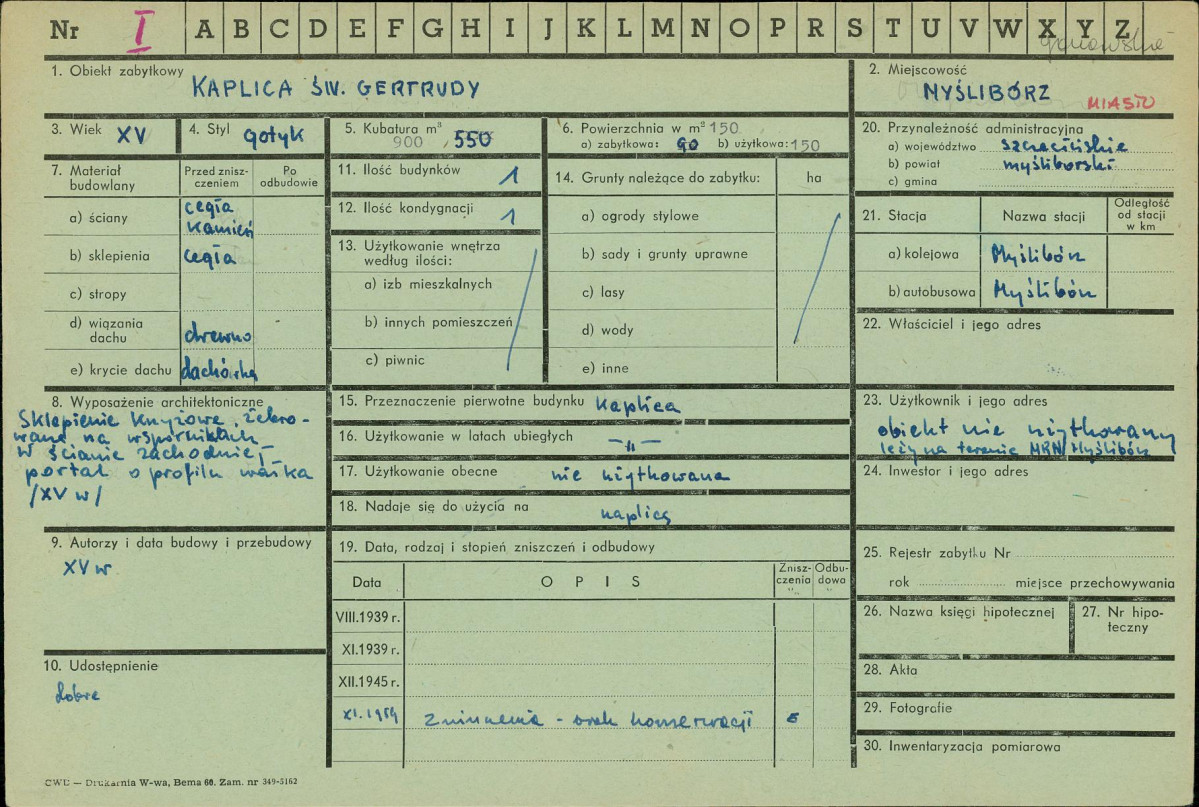 Nr I A B C D E F G H I J K L M N O P R S T U V W X Y Z
1. Obiekt zabytkowy
KAPLICA ŚW. GERTRUDY
2. Miejscowość
MYŚLIBÓRZ MIASTO
3. Wiek XV
4. Styl gotyk
5. Kubatura m³
900 550
6. Powierzchnia w m² 150
a) zabytkowa: 90 b) użytkowa: 150
20. Przynależność administracyjna
a) województwo szczecińskie
b) powiat myśliborski
c) gmina
7. Materiał budowlany
Przed znisz-
czeniem
Po
odbudowie
a) ściany cegła
kamień
b) sklepienia cegła
c) stropy
d) wiązania
dachu drewno
e) krycie dachu dachówka
11. Ilość budynków 1
12. Ilość kondygnacji 1
13. Użytkowanie wnętrza
według ilości:
a) izb mieszkalnych
b) innych pomieszczeń
c) piwnic
14. Grunty należące do zabytku: ha
a) ogrody stylowe
b) sady i grunty uprawne
c) lasy
d) wody
e) inne
21. Stacja Nazwa stacji
Odległość
od stacji
w km
a) kolejowa Myślibórz
b) autobusowa Myślibórz
22. Właściciel i jego adres
8. Wyposażenie architektoniczne
Sklepienie krzyżowe, żebro-
wane na wspornikach
W ścianie zachodniej
portal o profilu wałka
/XV w/
15. Przeznaczenie pierwotne budynku kaplica
16. Użytkowanie w latach ubiegłych —"—
17. Użytkowanie obecne nie użytkowana
18. Nadaje się do użycia na kaplicę
23. Użytkownik i jego adres
obiekt nie użytkowany
leży na terenie MRN/Myślibórz
24. Inwestor i jego adres
9. Autorzy i data budowy i przebudowy
XV w
10. Udostępnienie
dobre
19. Data, rodzaj i stopień zniszczeń i odbudowy
Data O P I S
Znisz-
czenia
"
Odbu-
dowa
"
VIII.1939 r.
XI.1939 r.
XII.1945 r.
XI.1959 zniszczenia - brak konserwacji
25. Rejestr zabytku Nr
rok miejsce przechowywania
26. Nazwa księgi hipotecznej
27. Nr hipo-
teczny
28. Akta
29. Fotografie
30. Inwentaryzacja pomiarowa
CWD — Drukarnia W-wa, Bema 60. Zam. nr 349-5162